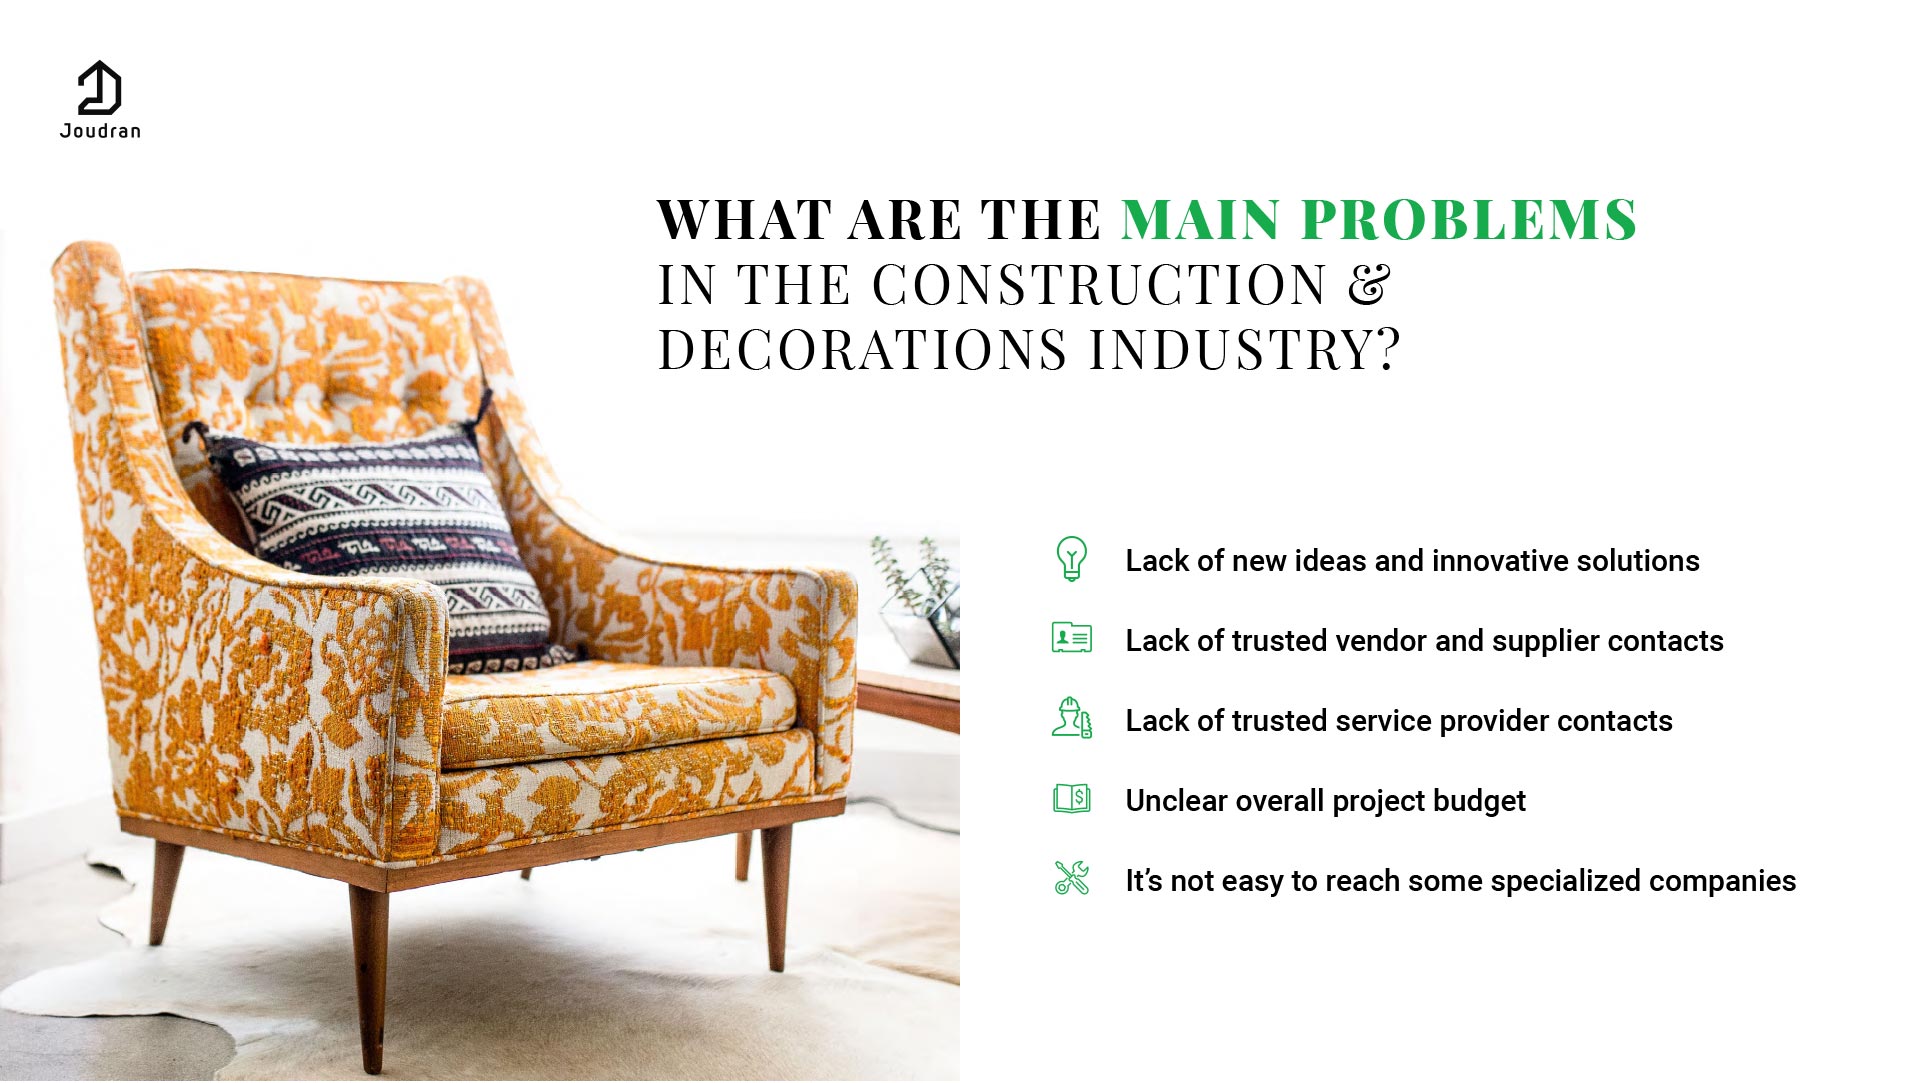 Joudran
WHAT ARE THE MAIN PROBLEMS
IN THE CONSTRUCTION &
DECORATIONS INDUSTRY?
Lack of new ideas and innovative solutions
Lack of trusted vendor and supplier contacts
Lack of trusted service provider contacts
Unclear overall project budget
It’s not easy to reach some specialized companies